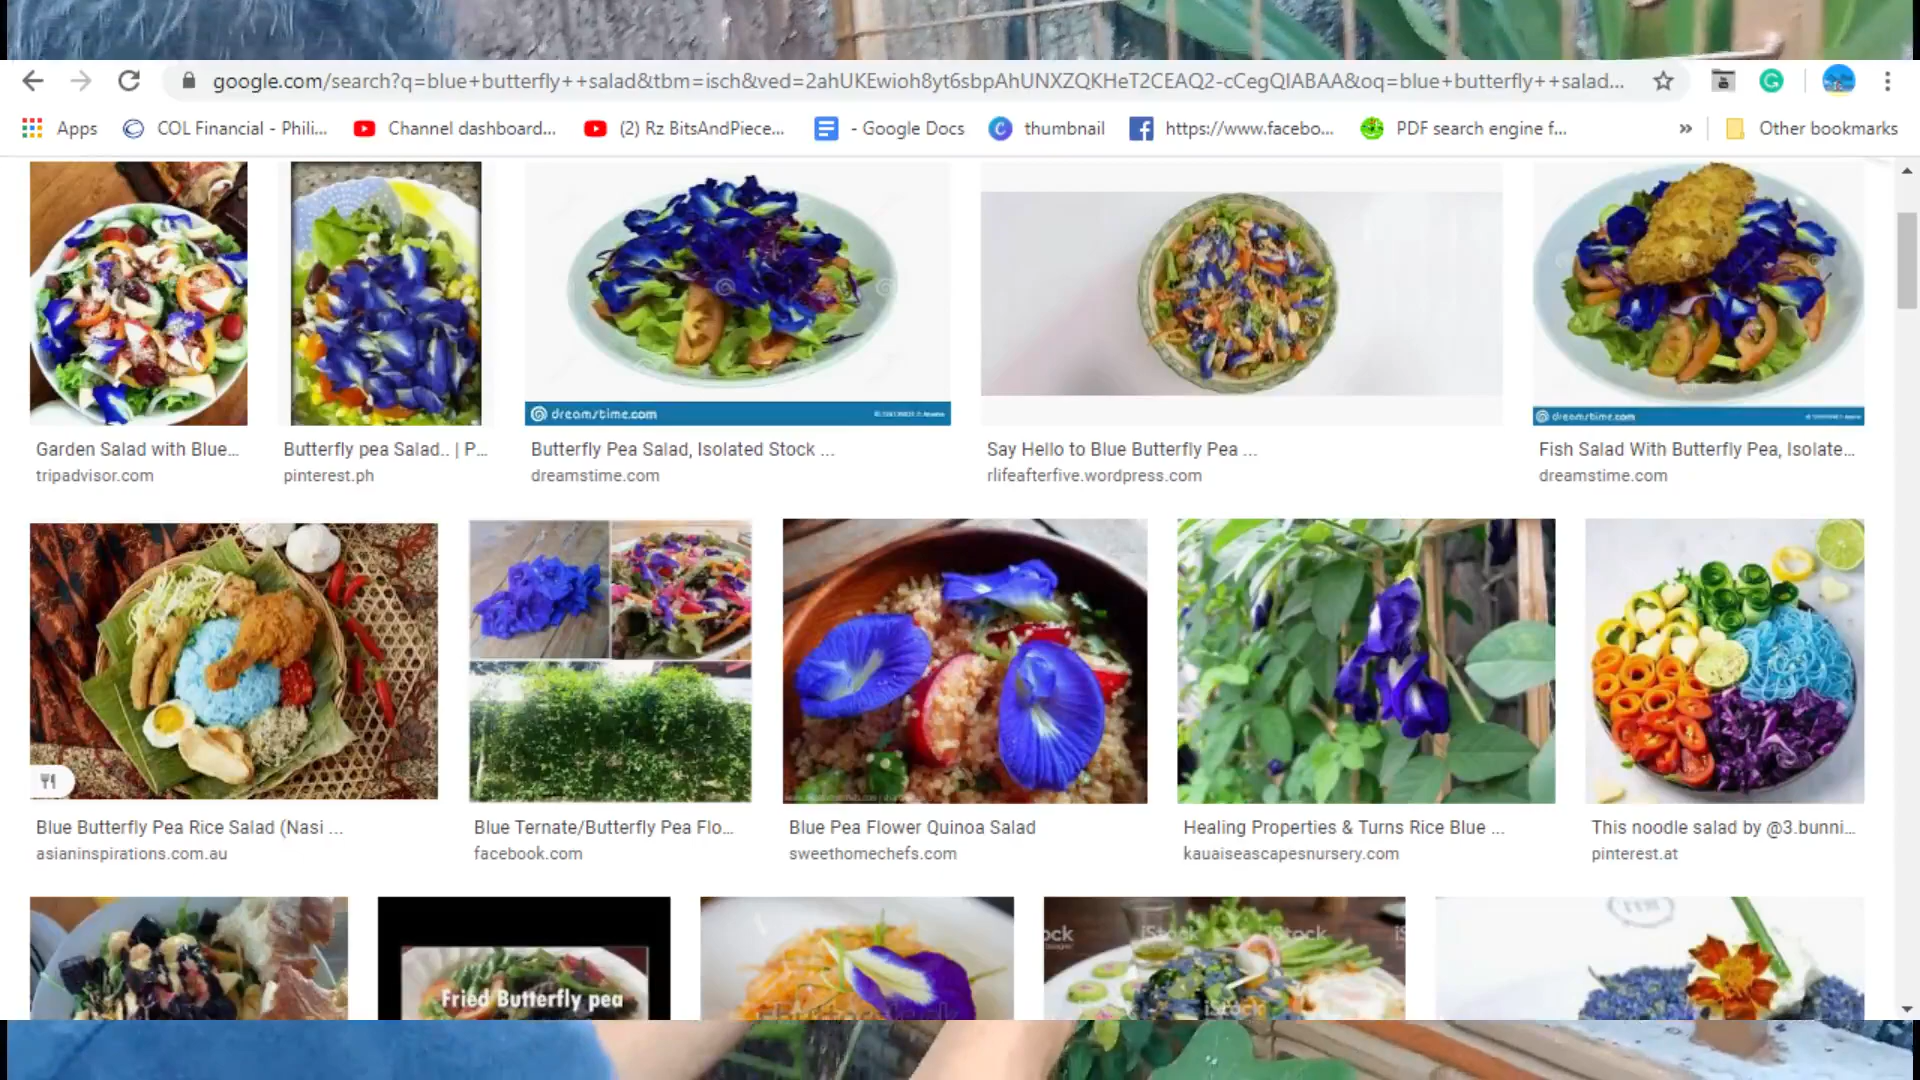 google.com/search?q=blue+butterfly++salad&tbm=isch&ved=2ahUKEwioh8yt6sbpAhUNXZQKHeT2CEAQ2-cCegQIABAA&oq=blue+butterfly++salad...
Apps COL Financial - Phili... Channel dashboard... (2) Rz BitsAndPiece... - Google Docs thumbnail https://www.facebo... PDF search engine f... » Other bookmarks
dreamstime.com
dreamstime.com
Garden Salad with Blue... Butterfly pea Salad.. | P... Butterfly Pea Salad, Isolated Stock ... Say Hello to Blue Butterfly Pea ... Fish Salad With Butterfly Pea, Isolate...
tripadvisor.com pinterest.ph dreamstime.com rlifeafterfive.wordpress.com dreamstime.com
Blue Butterfly Pea Rice Salad (Nasi ... Blue Ternate/Butterfly Pea Flo... Blue Pea Flower Quinoa Salad Healing Properties & Turns Rice Blue ... This noodle salad by @3.bunni...
asianinspirations.com.au facebook.com sweethomechefs.com kauaiseascapesnursery.com pinterest.at
ock iStock iStock
Fried Butterfly pea
iStock